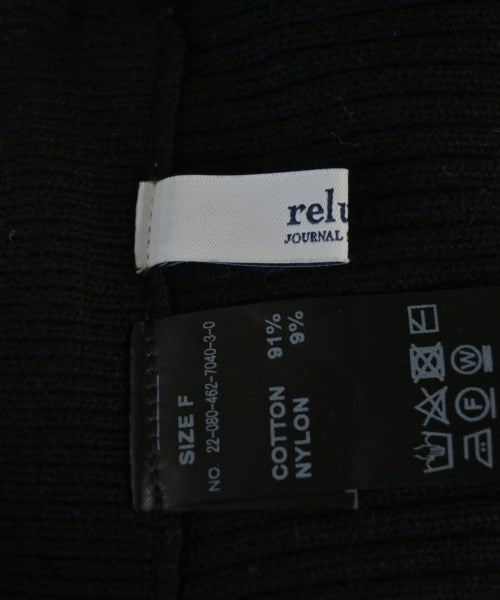 relu
JOURNAL
SIZE F
NO. 22-080-462-7040-3-0
COTTON 91%
NYLON 9%
F W